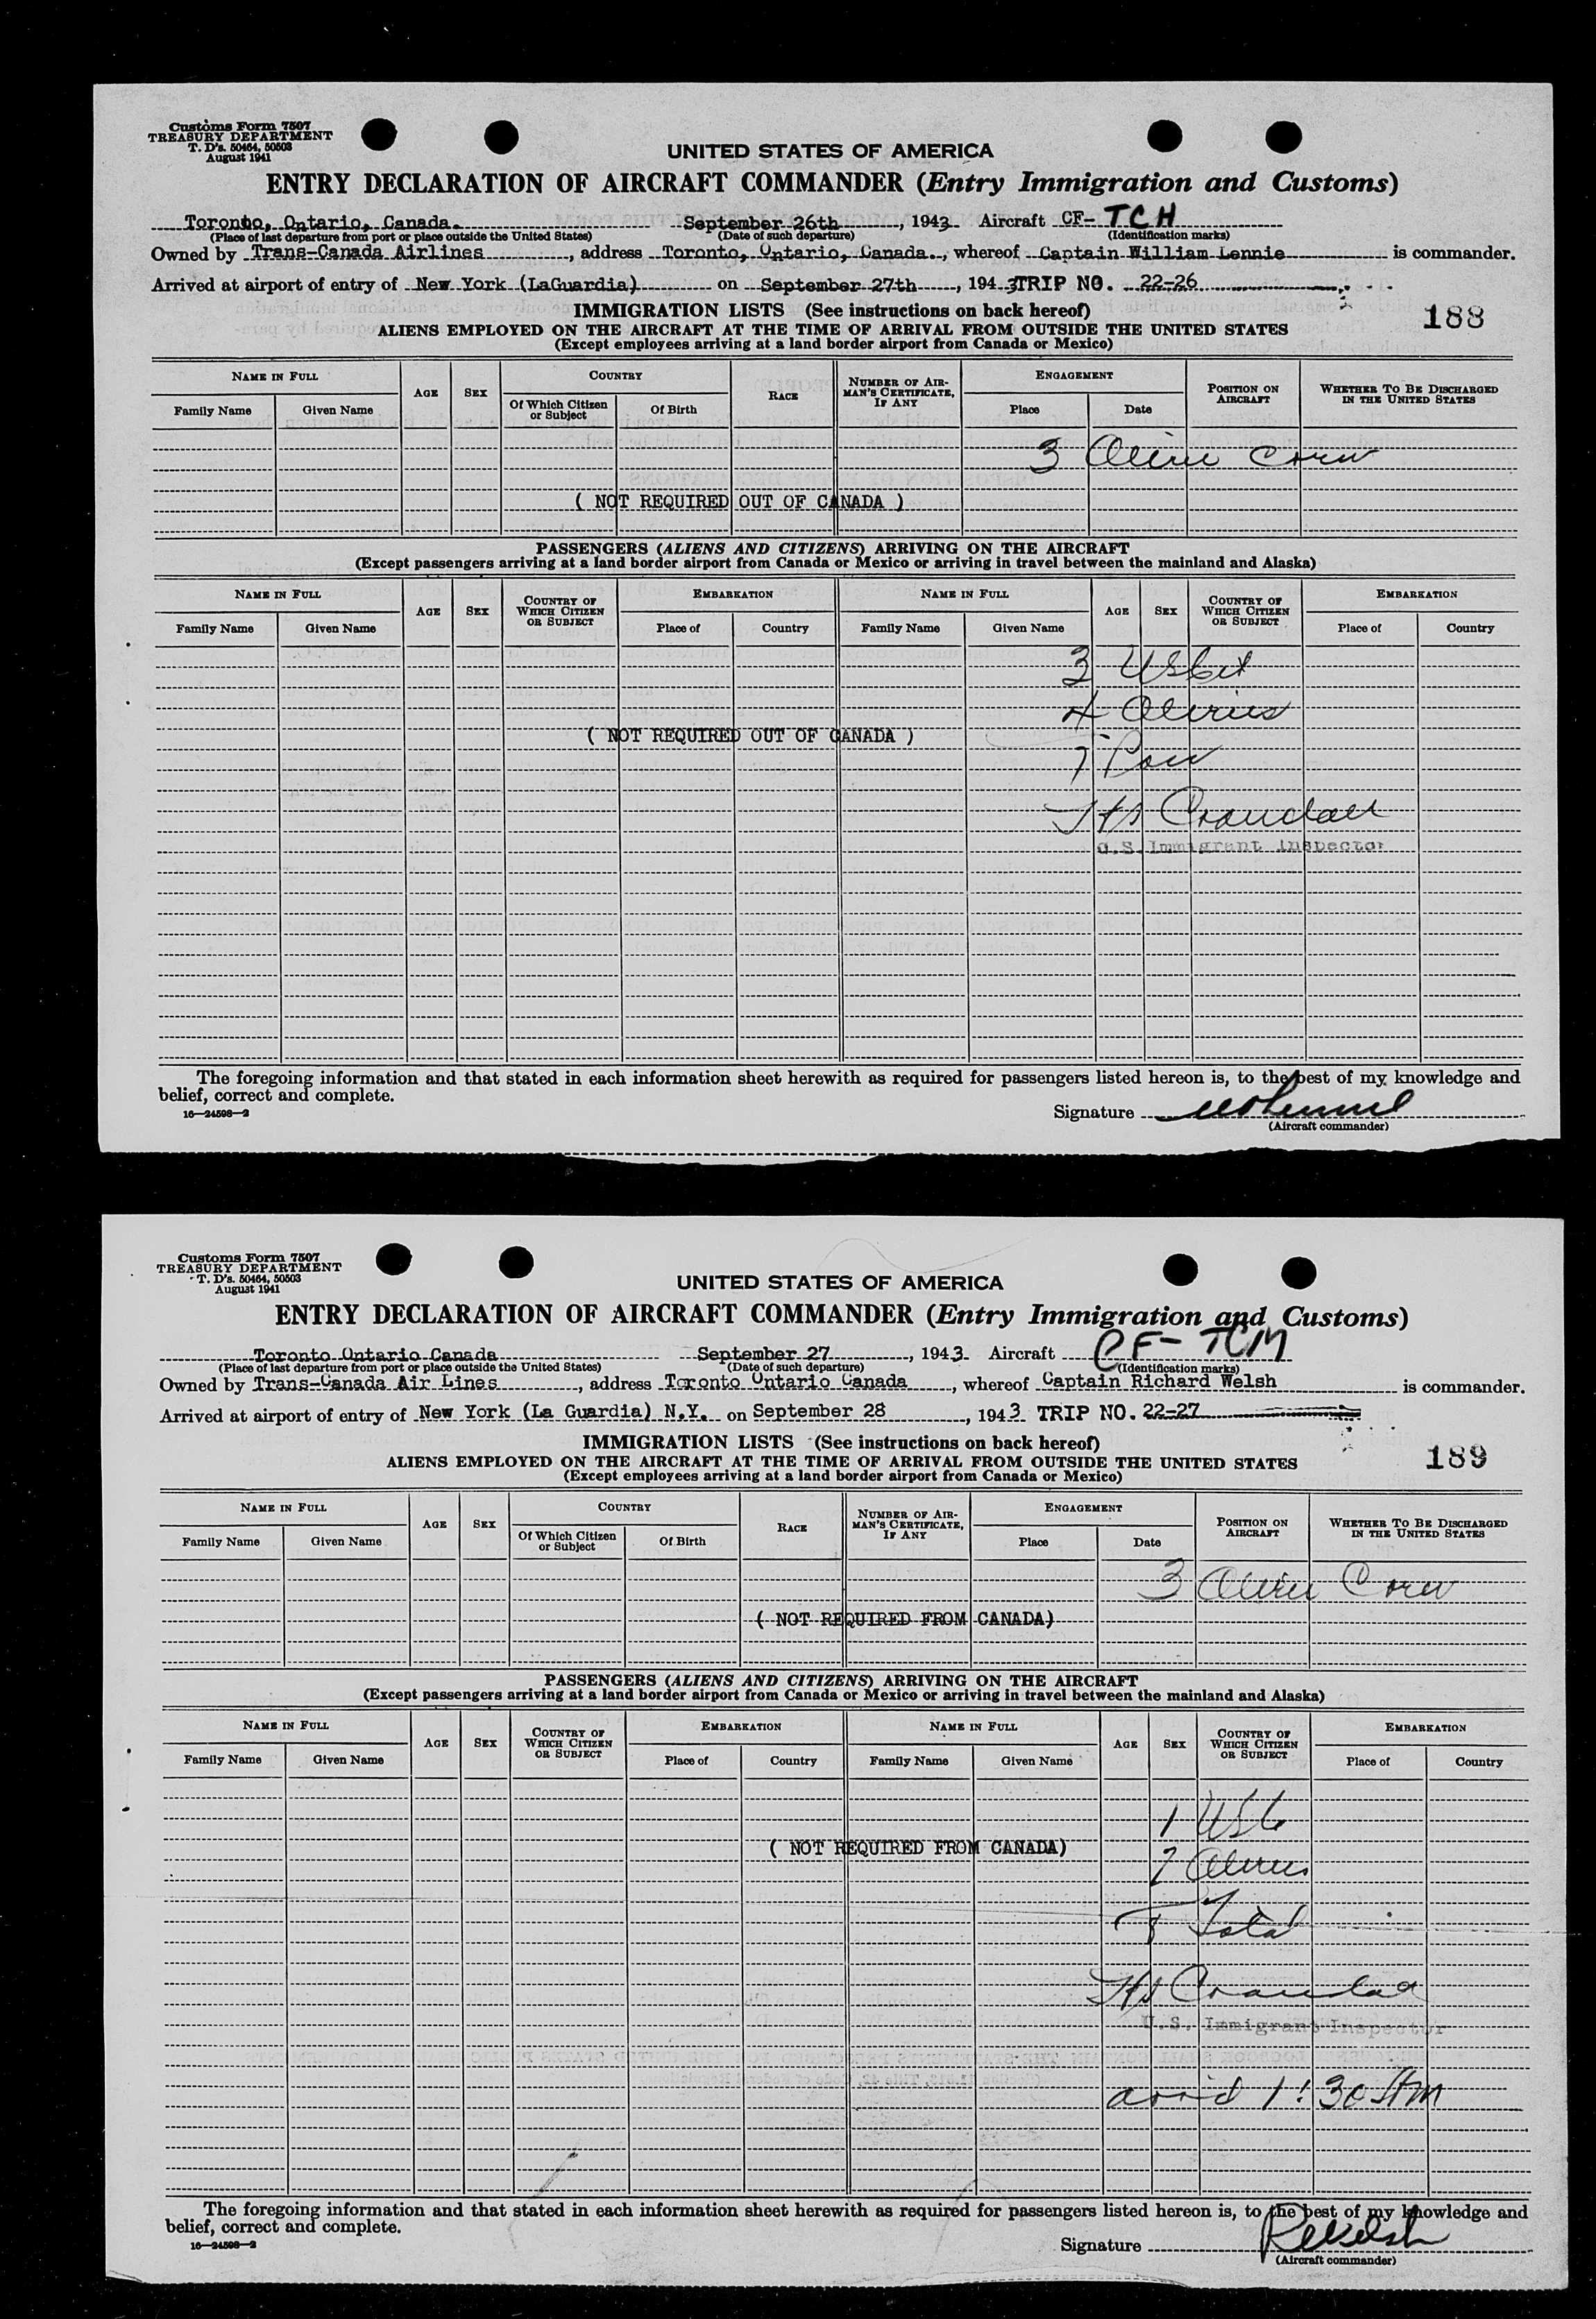 Customs Form 7507
TREASURY DEPARTMENT
T. D's. 50464, 50503
August 1941
UNITED STATES OF AMERICA
ENTRY DECLARATION OF AIRCRAFT COMMANDER (Entry Immigration and Customs)
Toronto, Ontario, Canada. September 26th, 1943 Aircraft CF-TCH
(Place of last departure from port or place outside the United States) (Date of such departure) (Identification marks)
Owned by Trans-Canada Airlines, address Toronto, Ontario, Canada., whereof Captain William Lennie is commander.
Arrived at airport of entry of New York (LaGuardia) on September 27th, 1943 TRIP NO. 22-26
IMMIGRATION LISTS (See instructions on back hereof)
188
ALIENS EMPLOYED ON THE AIRCRAFT AT THE TIME OF ARRIVAL FROM OUTSIDE THE UNITED STATES
(Except employees arriving at a land border airport from Canada or Mexico)
NAME IN FULL AGE SEX COUNTRY RACE NUMBER OF AIRMAN'S CERTIFICATE, IF ANY ENGAGEMENT POSITION ON AIRCRAFT WHETHER TO BE DISCHARGED IN THE UNITED STATES
Family Name Given Name Of Which Citizen or Subject Of Birth Place Date
3 Alien Crew
( NOT REQUIRED OUT OF CANADA )
PASSENGERS (ALIENS AND CITIZENS) ARRIVING ON THE AIRCRAFT
(Except passengers arriving at a land border airport from Canada or Mexico or arriving in travel between the mainland and Alaska)
NAME IN FULL AGE SEX COUNTRY OF WHICH CITIZEN OR SUBJECT EMBARKATION NAME IN FULL AGE SEX COUNTRY OF WHICH CITIZEN OR SUBJECT EMBARKATION
Family Name Given Name Place of Country Family Name Given Name Place of Country
3 USCit
4 Aliens
( NOT REQUIRED OUT OF CANADA )
7
Crandall
U.S. Immigrant Inspector
The foregoing information and that stated in each information sheet herewith as required for passengers listed hereon is, to the best of my knowledge and
belief, correct and complete.
16—24598-2
Signature
(Aircraft commander)
Customs Form 7507
TREASURY DEPARTMENT
T. D's. 50464, 50503
August 1941
UNITED STATES OF AMERICA
ENTRY DECLARATION OF AIRCRAFT COMMANDER (Entry Immigration and Customs)
Toronto Ontario Canada September 27, 1943 Aircraft CF-TCM
(Place of last departure from port or place outside the United States) (Date of such departure) (Identification marks)
Owned by Trans-Canada Air Lines, address Toronto Ontario Canada, whereof Captain Richard Welsh is commander.
Arrived at airport of entry of New York (La Guardia) N.Y. on September 28, 1943 TRIP NO. 22-27
IMMIGRATION LISTS (See instructions on back hereof)
189
ALIENS EMPLOYED ON THE AIRCRAFT AT THE TIME OF ARRIVAL FROM OUTSIDE THE UNITED STATES
(Except employees arriving at a land border airport from Canada or Mexico)
NAME IN FULL AGE SEX COUNTRY RACE NUMBER OF AIRMAN'S CERTIFICATE, IF ANY ENGAGEMENT POSITION ON AIRCRAFT WHETHER TO BE DISCHARGED IN THE UNITED STATES
Family Name Given Name Of Which Citizen or Subject Of Birth Place Date
3 Alien Crew
( NOT REQUIRED FROM CANADA)
PASSENGERS (ALIENS AND CITIZENS) ARRIVING ON THE AIRCRAFT
(Except passengers arriving at a land border airport from Canada or Mexico or arriving in travel between the mainland and Alaska)
NAME IN FULL AGE SEX COUNTRY OF WHICH CITIZEN OR SUBJECT EMBARKATION NAME IN FULL AGE SEX COUNTRY OF WHICH CITIZEN OR SUBJECT EMBARKATION
Family Name Given Name Place of Country Family Name Given Name Place of Country
1 USC
( NOT REQUIRED FROM CANADA)
7 Aliens
8 Total
Crandall
U.S. Immigrant Inspector
arr'd 1:30 AM
The foregoing information and that stated in each information sheet herewith as required for passengers listed hereon is, to the best of my knowledge and
belief, correct and complete.
16—24598-2
Signature RWelsh
(Aircraft commander)